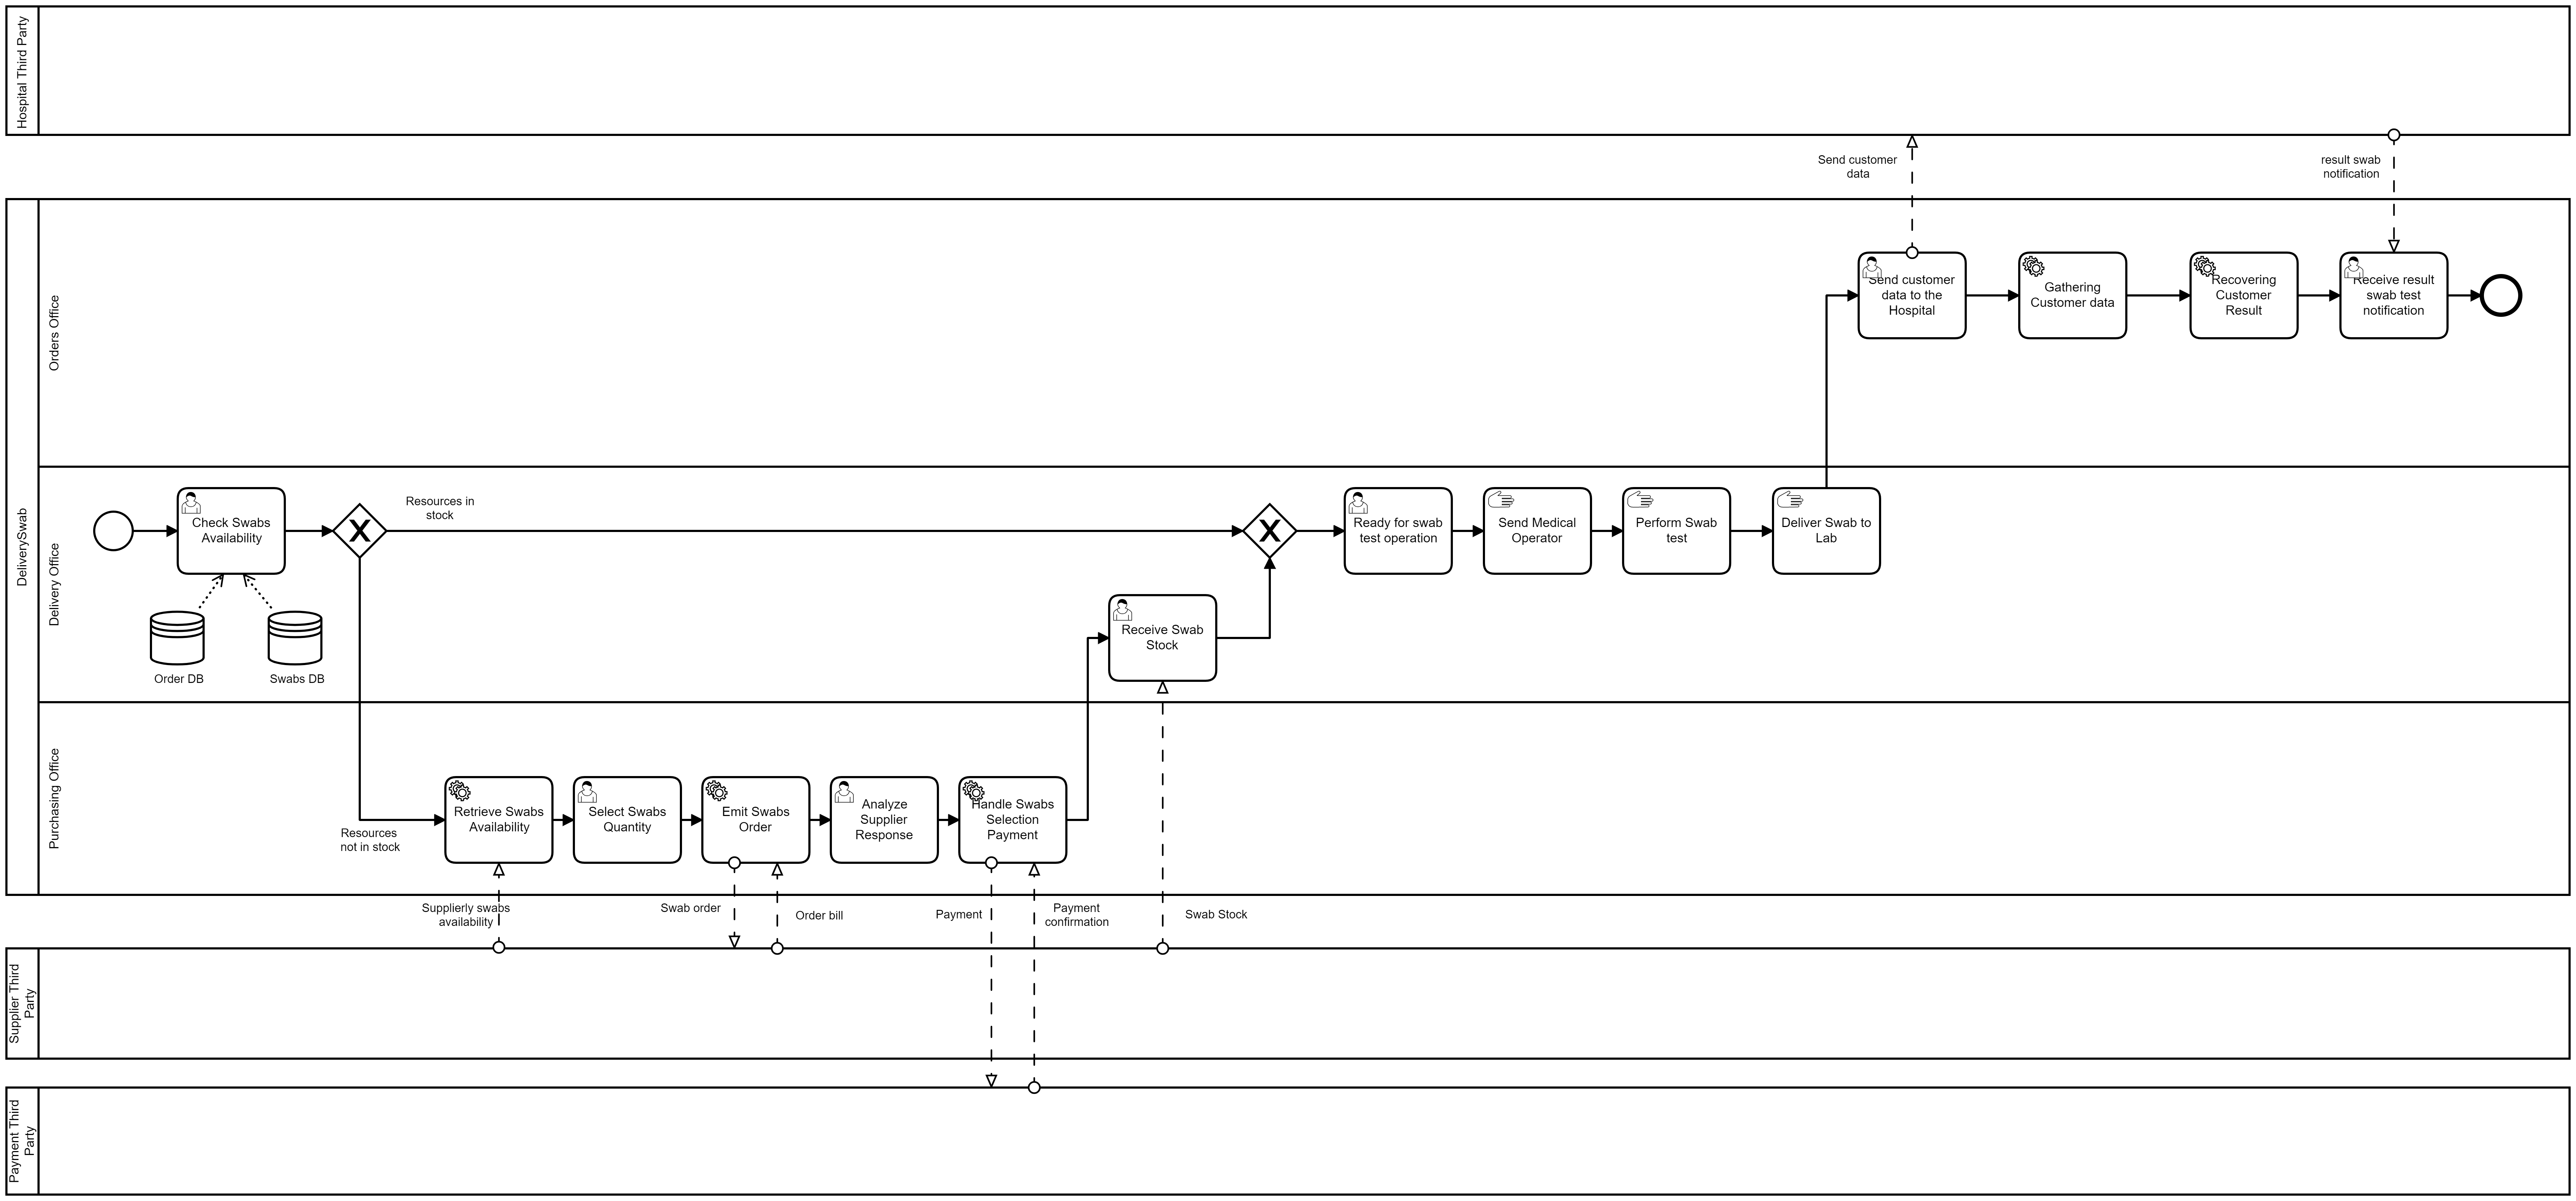 Hospital Third Party
Send customer
data
result swab
notification
DeliverySwab
Orders Office
Send customer
data to the
Hospital
Gathering
Customer data
Recovering
Customer
Result
Receive result
swab test
notification
Delivery Office
Check Swabs
Availability
Resources in
stock
Ready for swab
test operation
Send Medical
Operator
Perform Swab
test
Deliver Swab to
Lab
Order DB
Swabs DB
Receive Swab
Stock
Purchasing Office
Resources
not in stock
Retrieve Swabs
Availability
Select Swabs
Quantity
Emit Swabs
Order
Analyze
Supplier
Response
Handle Swabs
Selection
Payment
Supplierly swabs
availability
Swab order
Order bill
Payment
Payment
confirmation
Swab Stock
Supplier Third
Party
Payment Third
Party